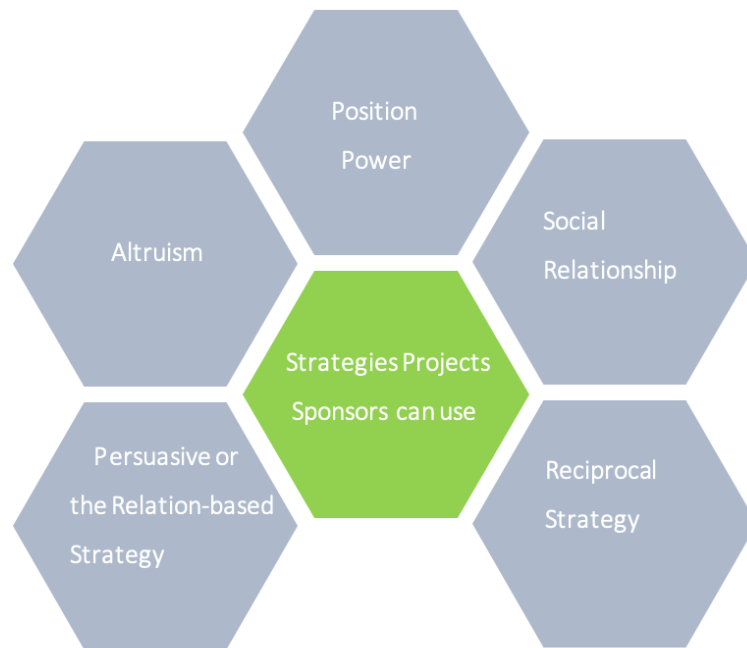 Position
Power
Social
Relationship
Altruism
Strategies Projects
Sponsors can use
Persuasive or
the Relation-based
Strategy
Reciprocal
Strategy